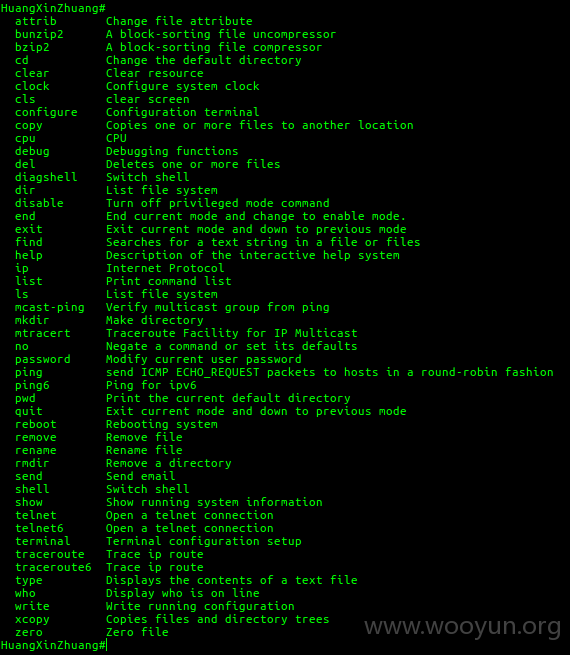 HuangXinZhuang#
attrib Change file attribute
bunzip2 A block-sorting file uncompressor
bzip2 A block-sorting file compressor
cd Change the default directory
clear Clear resource
clock Configure system clock
cls clear screen
configure Configuration terminal
copy Copies one or more files to another location
cpu CPU
debug Debugging functions
del Deletes one or more files
diagshell Switch shell
dir List file system
disable Turn off privileged mode command
end End current mode and change to enable mode.
exit Exit current mode and down to previous mode
find Searches for a text string in a file or files
help Description of the interactive help system
ip Internet Protocol
list Print command list
ls List file system
mcast-ping Verify multicast group from ping
mkdir Make directory
mtracert Traceroute Facility for IP Multicast
no Negate a command or set its defaults
password Modify current user password
ping send ICMP ECHO_REQUEST packets to hosts in a round-robin fashion
ping6 Ping for ipv6
pwd Print the current default directory
quit Exit current mode and down to previous mode
reboot Rebooting system
remove Remove file
rename Rename file
rmdir Remove a directory
send Send email
shell Switch shell
show Show running system information
telnet Open a telnet connection
telnet6 Open a telnet connection
terminal Terminal configuration setup
traceroute Trace ip route
traceroute6 Trace ip route
type Displays the contents of a text file
who Display who is on line
write Write running configuration
xcopy Copies files and directory trees
zero Zero file
HuangXinZhuang#
www.wooyun.org